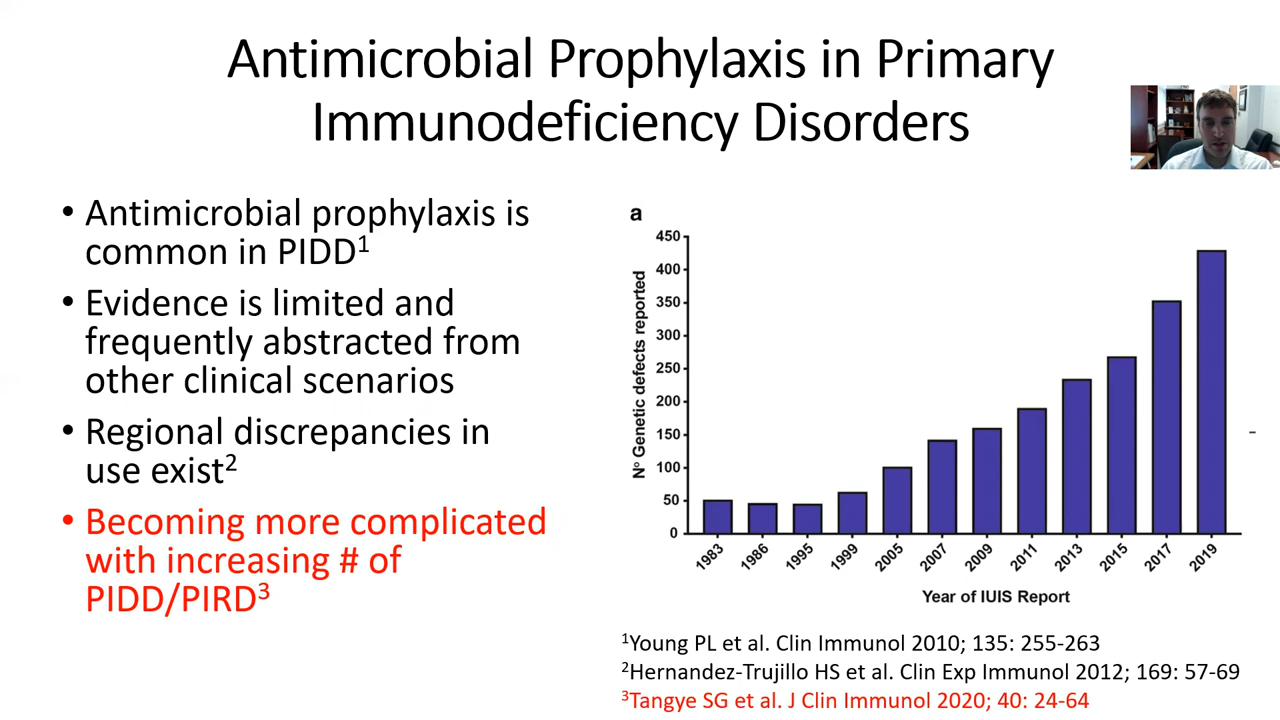 Antimicrobial Prophylaxis in Primary
Immunodeficiency Disorders
• Antimicrobial prophylaxis is
common in PIDD¹
• Evidence is limited and
frequently abstracted from
other clinical scenarios
• Regional discrepancies in
use exist²
• Becoming more complicated
with increasing # of
PIDD/PIRD³
a
Nº Genetic defects reported
450
400
350
300
250
200
150
100
50
0
1983
1986
1995
1999
2005
2007
2009
2011
2013
2015
2017
2019
Year of IUIS Report
¹Young PL et al. Clin Immunol 2010; 135: 255-263
²Hernandez-Trujillo HS et al. Clin Exp Immunol 2012; 169: 57-69
³Tangye SG et al. J Clin Immunol 2020; 40: 24-64